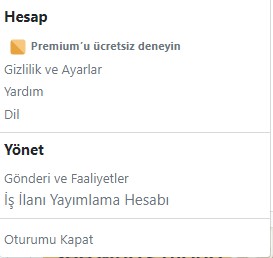 Hesap
Premium'u ücretsiz deneyin
Gizlilik ve Ayarlar
Yardım
Dil
Yönet
Gönderi ve Faaliyetler
İş İlanı Yayımlama Hesabı
Oturumu Kapat